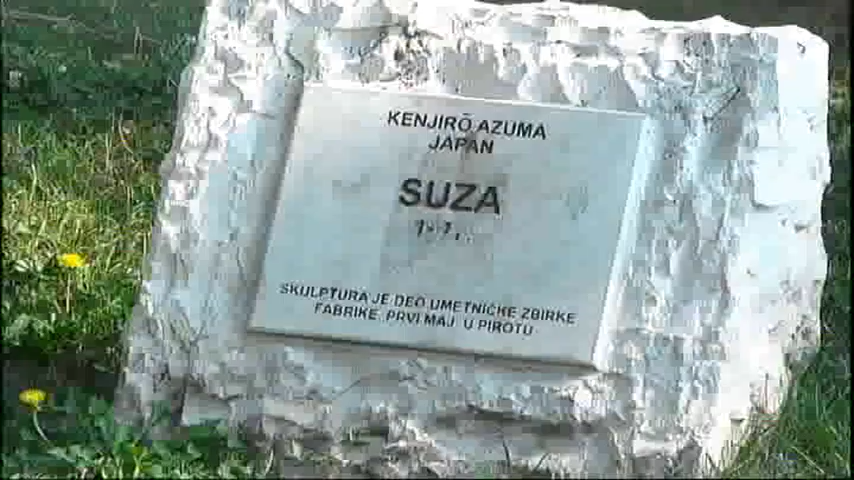 KENJIRŌ AZUMA
JAPAN
SUZA
SKULPTURA JE DEO UMETNIČKE ZBIRKE
FABRIKE PRVI MAJ U PIROTU